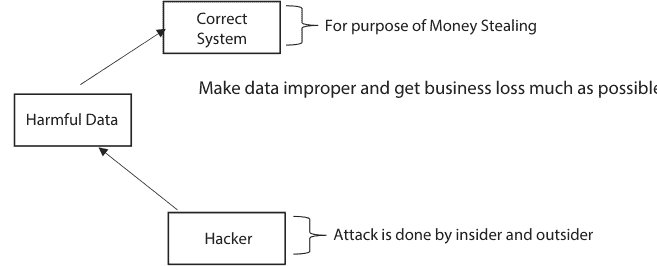 Correct
System
For purpose of Money Stealing
Make data improper and get business loss much as possible
Harmful Data
Hacker
Attack is done by insider and outsider